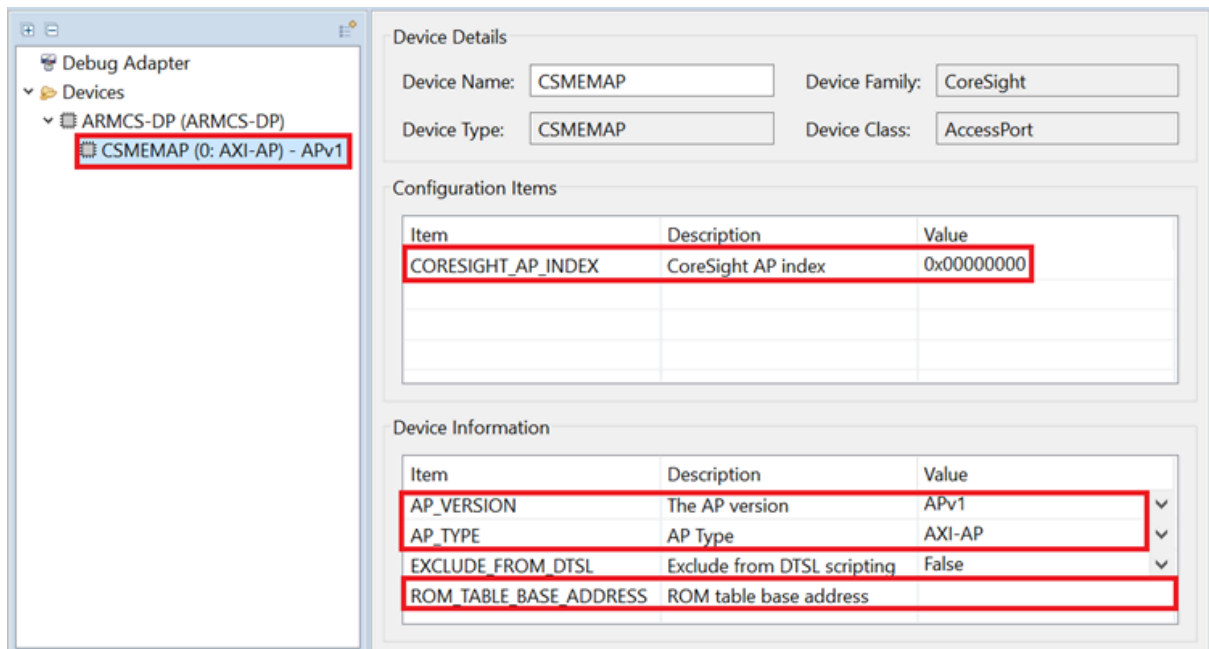 Debug Adapter
Devices
ARMCS-DP (ARMCS-DP)
CSMEMAP (0: AXI-AP) - APv1
Device Details
Device Name: CSMEMAP Device Family: CoreSight
Device Type: CSMEMAP Device Class: AccessPort
Configuration Items
Item Description Value
CORESIGHT_AP_INDEX CoreSight AP index 0x00000000
Device Information
Item Description Value
AP_VERSION The AP version APv1
AP_TYPE AP Type AXI-AP
EXCLUDE_FROM_DTSL Exclude from DTSL scripting False
ROM_TABLE_BASE_ADDRESS ROM table base address